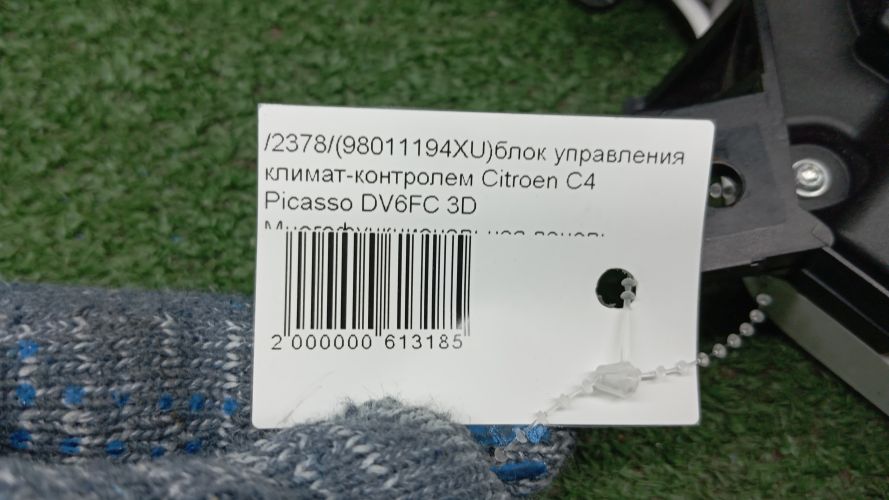 /2378/(98011194XU)блок управления
климат-контролем Citroen C4
Picasso DV6FC 3D
2 000000 613185